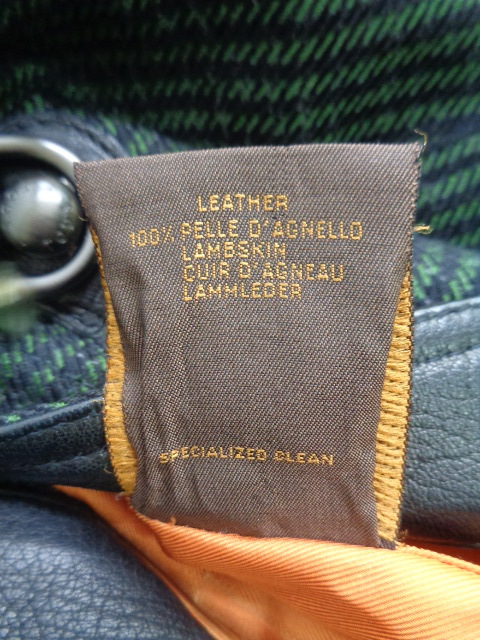 LEATHER
100% PELLE D'AGNELLO
LAMBSKIN
CUIR D'AGNEAU
LAMMLEDER
SPECIALIZED CLEAN